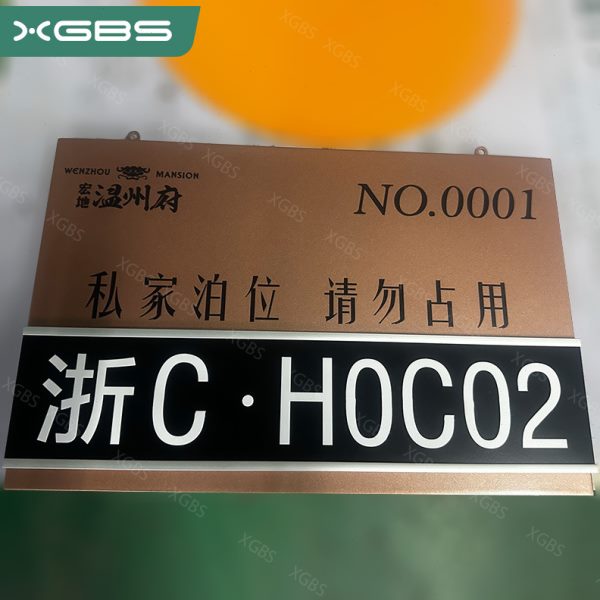 XGBS
WENZHOU MANSION
宏地 温州府
NO.0001
私家泊位 请勿占用
浙C·H0C02